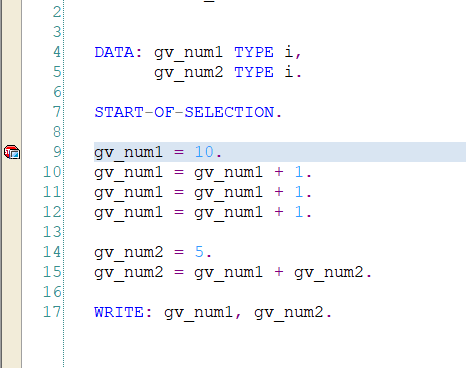 2
3
4 DATA: gv_num1 TYPE i,
5 gv_num2 TYPE i.
6
7 START-OF-SELECTION.
8
9 gv_num1 = 10.
10 gv_num1 = gv_num1 + 1.
11 gv_num1 = gv_num1 + 1.
12 gv_num1 = gv_num1 + 1.
13
14 gv_num2 = 5.
15 gv_num2 = gv_num1 + gv_num2.
16
17 WRITE: gv_num1, gv_num2.